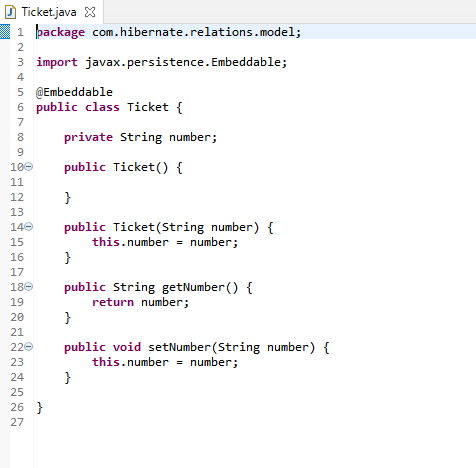 Ticket.java
1 package com.hibernate.relations.model;
2
3 import javax.persistence.Embeddable;
4
5 @Embeddable
6 public class Ticket {
7
8     private String number;
9
10     public Ticket() {
11
12     }
13
14     public Ticket(String number) {
15         this.number = number;
16     }
17
18     public String getNumber() {
19         return number;
20     }
21
22     public void setNumber(String number) {
23         this.number = number;
24     }
25
26 }
27